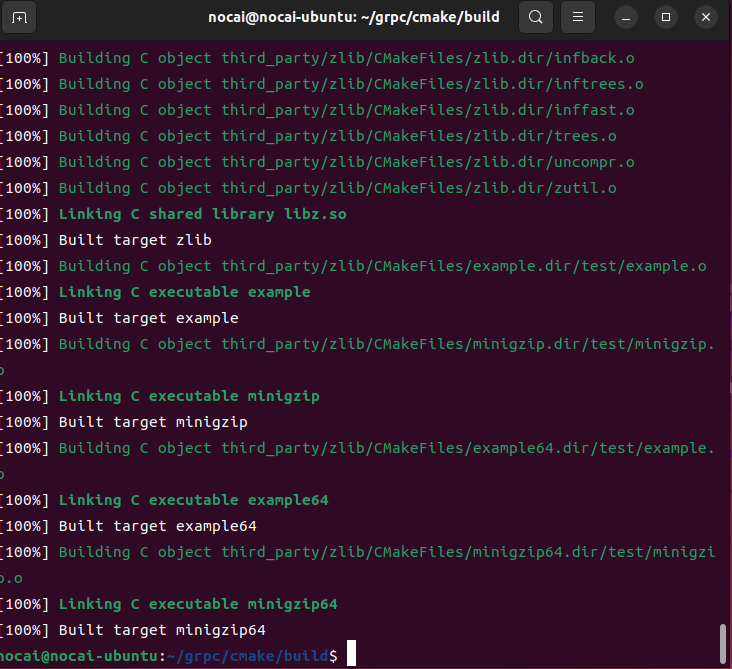 nocai@nocai-ubuntu: ~/grpc/cmake/build
[100%] Building C object third_party/zlib/CMakeFiles/zlib.dir/infback.o
[100%] Building C object third_party/zlib/CMakeFiles/zlib.dir/inftrees.o
[100%] Building C object third_party/zlib/CMakeFiles/zlib.dir/inffast.o
[100%] Building C object third_party/zlib/CMakeFiles/zlib.dir/trees.o
[100%] Building C object third_party/zlib/CMakeFiles/zlib.dir/uncompr.o
[100%] Building C object third_party/zlib/CMakeFiles/zlib.dir/zutil.o
[100%] Linking C shared library libz.so
[100%] Built target zlib
[100%] Building C object third_party/zlib/CMakeFiles/example.dir/test/example.o
[100%] Linking C executable example
[100%] Built target example
[100%] Building C object third_party/zlib/CMakeFiles/minigzip.dir/test/minigzip.
o
[100%] Linking C executable minigzip
[100%] Built target minigzip
[100%] Building C object third_party/zlib/CMakeFiles/example64.dir/test/example.
o
[100%] Linking C executable example64
[100%] Built target example64
[100%] Building C object third_party/zlib/CMakeFiles/minigzip64.dir/test/minigzi
p.o
[100%] Linking C executable minigzip64
[100%] Built target minigzip64
nocai@nocai-ubuntu:~/grpc/cmake/build$